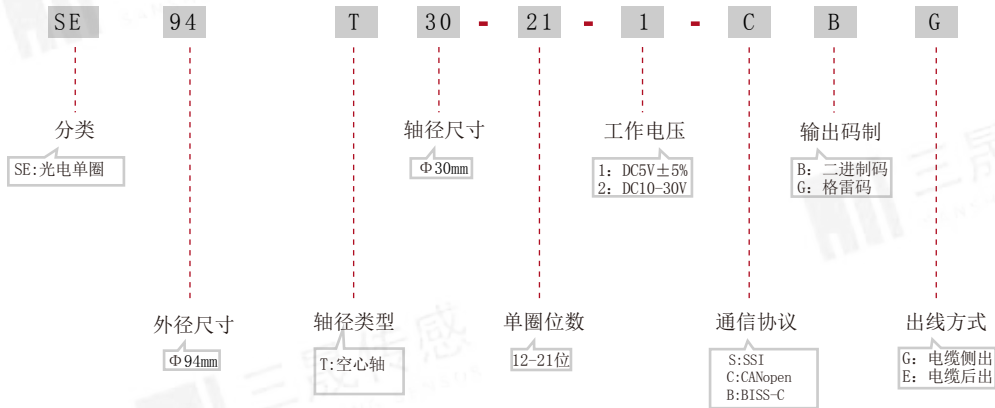 SE 94 T 30 - 21 - 1 - C B G
分类
SE:光电单圈
轴径尺寸
Φ30mm
工作电压
1: DC5V±5%
2: DC10-30V
输出码制
B: 二进制码
G: 格雷码
外径尺寸
Φ94mm
轴径类型
T:空心轴
单圈位数
12-21位
通信协议
S:SSI
C:CANopen
B:BISS-C
出线方式
G: 电缆侧出
E: 电缆后出
三晟传感